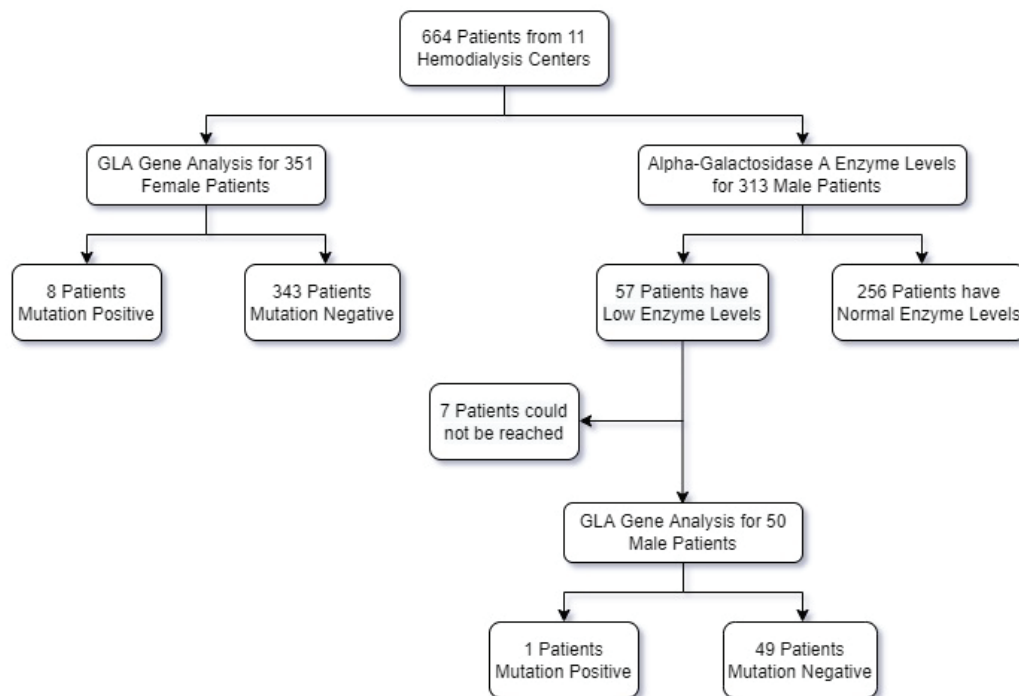 664 Patients from 11
Hemodialysis Centers
GLA Gene Analysis for 351
Female Patients
Alpha-Galactosidase A Enzyme Levels
for 313 Male Patients
8 Patients
Mutation Positive
343 Patients
Mutation Negative
57 Patients have
Low Enzyme Levels
256 Patients have
Normal Enzyme Levels
7 Patients could
not be reached
GLA Gene Analysis for 50
Male Patients
1 Patients
Mutation Positive
49 Patients
Mutation Negative